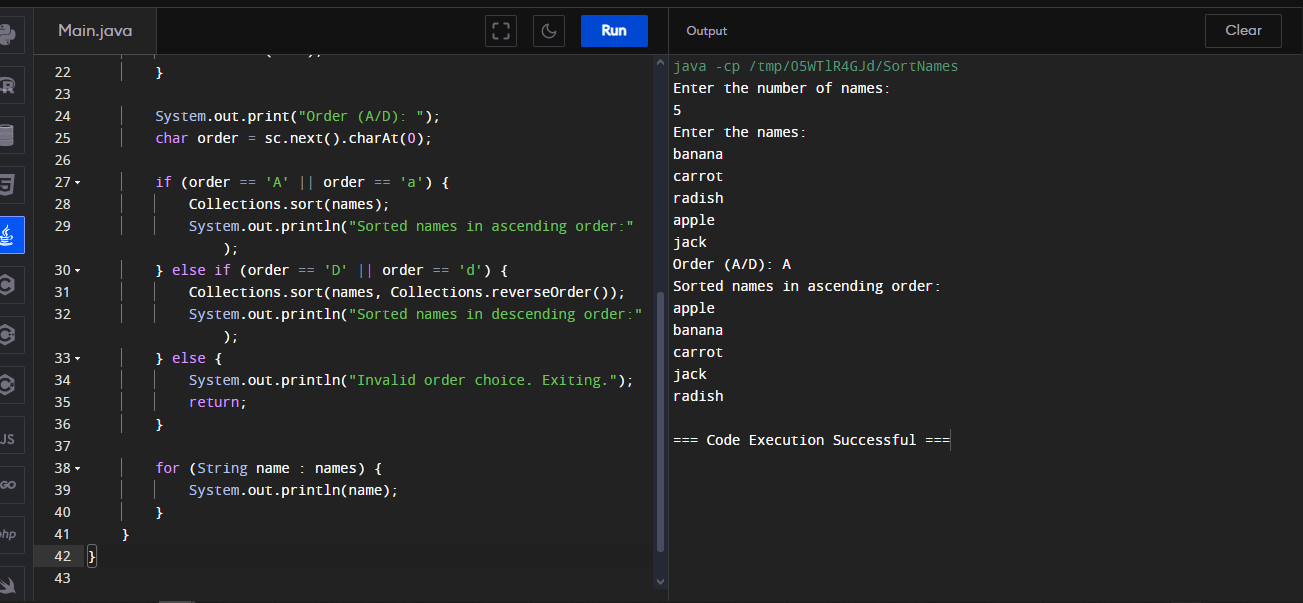 Main.java
Run
Output
Clear
22 }
23
24 System.out.print("Order (A/D): ");
25 char order = sc.next().charAt(0);
26
27 if (order == 'A' || order == 'a') {
28 Collections.sort(names);
29 System.out.println("Sorted names in ascending order:"
);
30 } else if (order == 'D' || order == 'd') {
31 Collections.sort(names, Collections.reverseOrder());
32 System.out.println("Sorted names in descending order:"
);
33 } else {
34 System.out.println("Invalid order choice. Exiting.");
35 return;
36 }
37
38 for (String name : names) {
39 System.out.println(name);
40 }
41 }
42 }
43
java -cp /tmp/05WTlR4GJd/SortNames
Enter the number of names:
5
Enter the names:
banana
carrot
radish
apple
jack
Order (A/D): A
Sorted names in ascending order:
apple
banana
carrot
jack
radish
=== Code Execution Successful ===
R
5
JS
GO
php